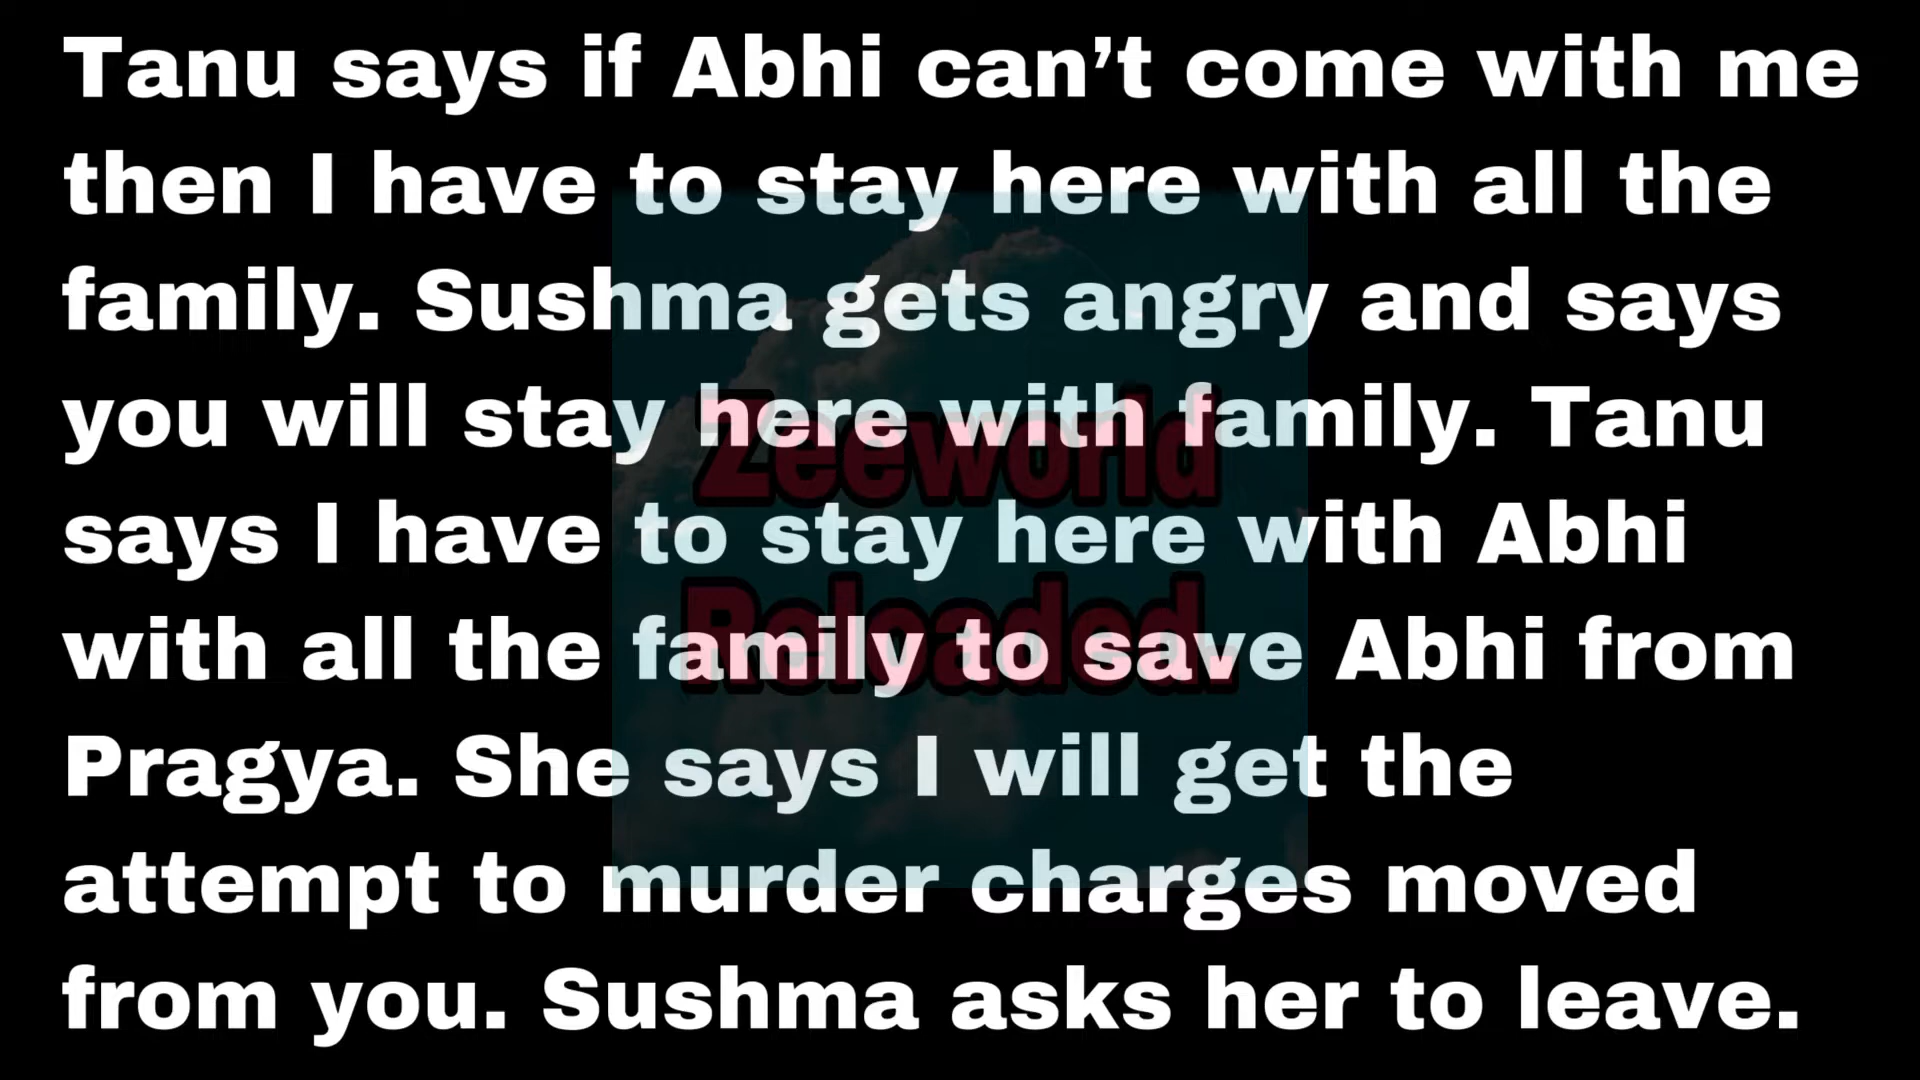 Tanu says if Abhi can’t come with me
then I have to stay here with all the
family. Sushma gets angry and says
you will stay here with family. Tanu
says I have to stay here with Abhi
with all the family to save Abhi from
Pragya. She says I will get the
attempt to murder charges moved
from you. Sushma asks her to leave.
Zeeworld
Reloaded.